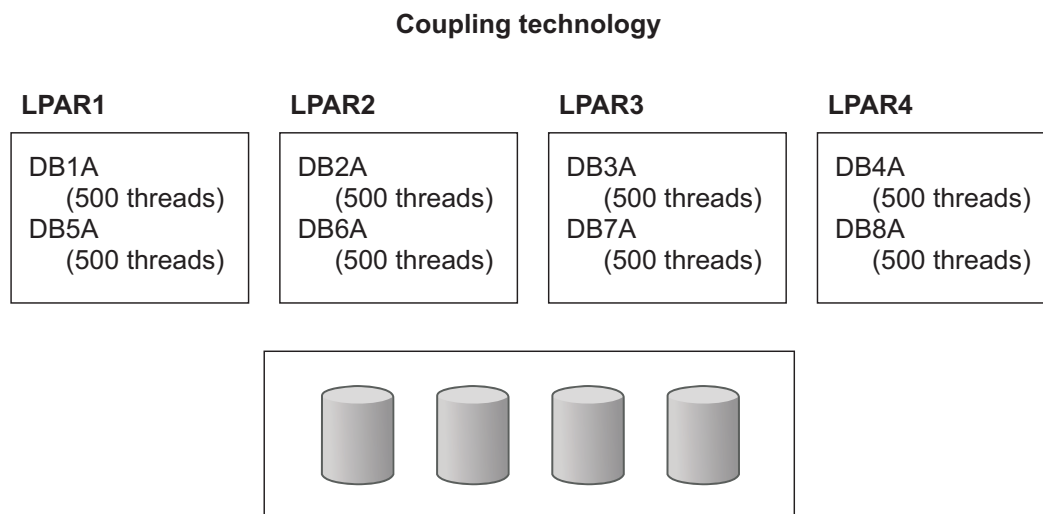 Coupling technology
LPAR1
LPAR2
LPAR3
LPAR4
DB1A
(500 threads)
DB5A
(500 threads)
DB2A
(500 threads)
DB6A
(500 threads)
DB3A
(500 threads)
DB7A
(500 threads)
DB4A
(500 threads)
DB8A
(500 threads)